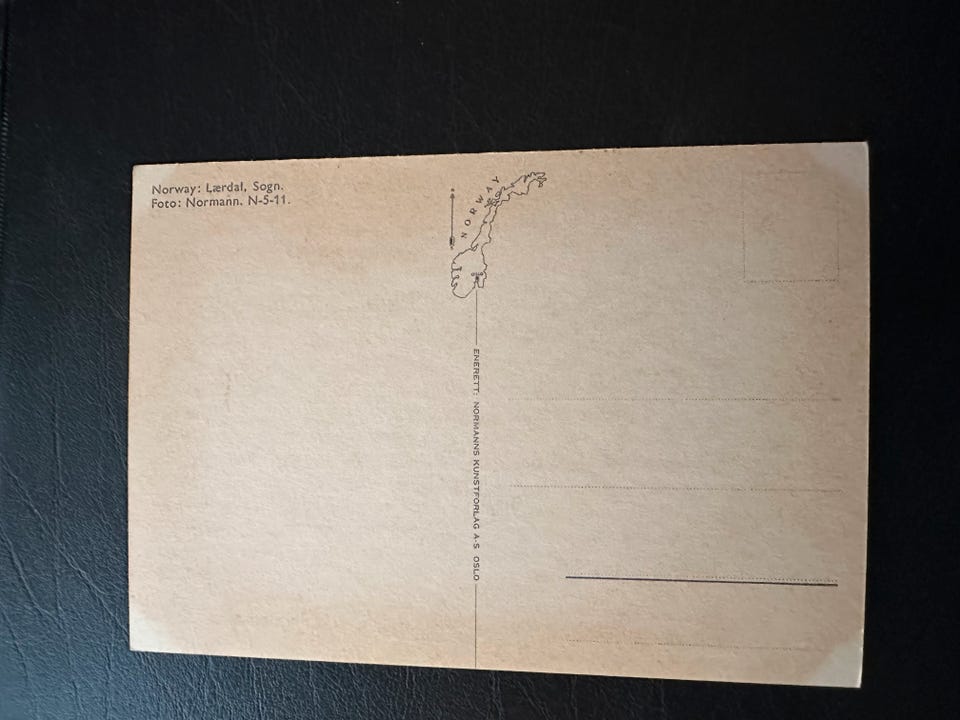 Norway: Lærdal, Sogn.
Foto: Normann. N-5-11.
NORWAY
ENERETT: NORMANNS KUNSTFORLAG A-S OSLO